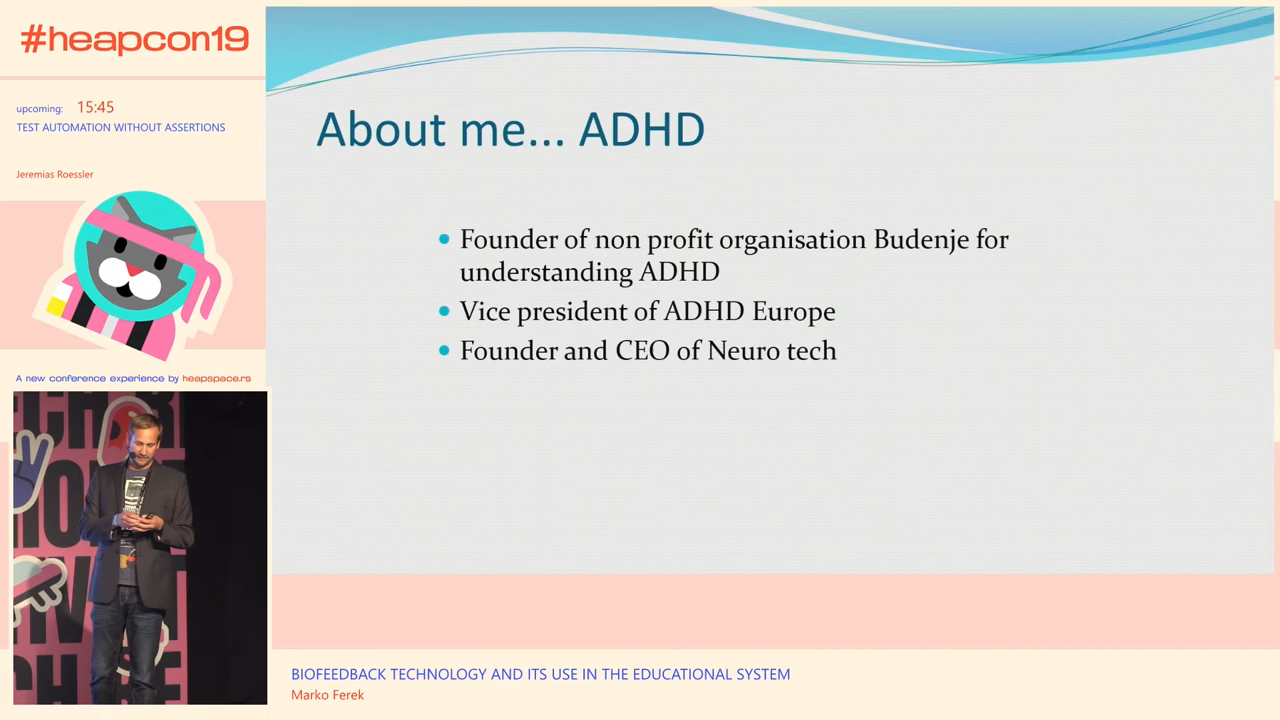 #heapcon19
upcoming: 15:45
TEST AUTOMATION WITHOUT ASSERTIONS
Jeremias Roessler
A new conference experience by heapspace.rs
About me... ADHD
• Founder of non profit organisation Budenje for
understanding ADHD
• Vice president of ADHD Europe
• Founder and CEO of Neuro tech
BIOFEEDBACK TECHNOLOGY AND ITS USE IN THE EDUCATIONAL SYSTEM
Marko Ferek